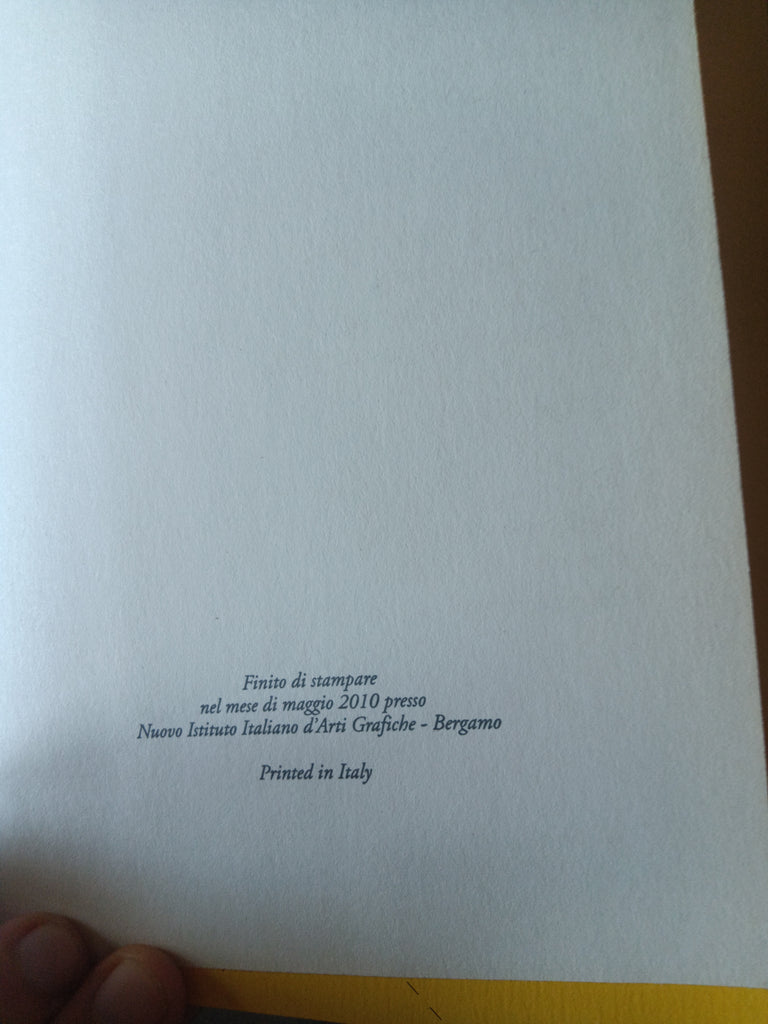 Finito di stampare
nel mese di maggio 2010 presso
Nuovo Istituto Italiano d'Arti Grafiche - Bergamo
Printed in Italy